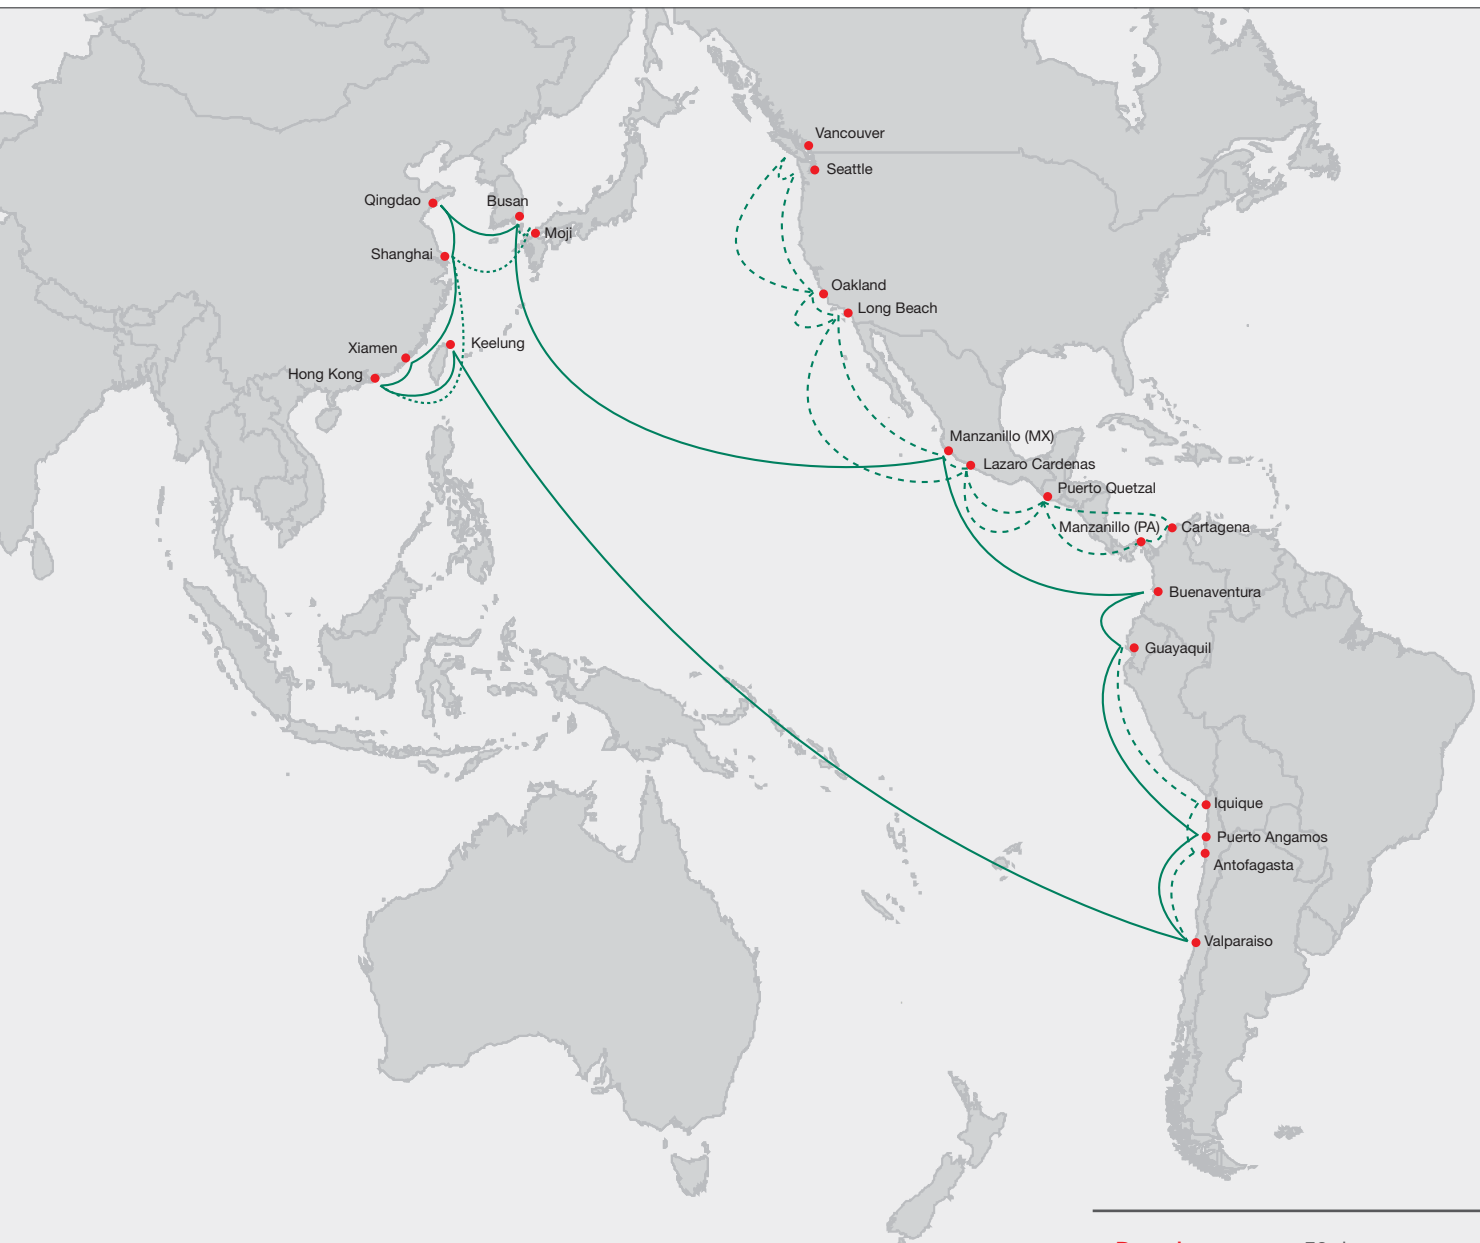 Vancouver
Seattle
Qingdao
Busan
Moji
Shanghai
Oakland
Long Beach
Keelung
Xiamen
Hong Kong
Manzanillo (MX)
Lazaro Cardenas
Puerto Quetzal
Manzanillo (PA)
Cartagena
Buenaventura
Guayaquil
Iquique
Puerto Angamos
Antofagasta
Valparaiso